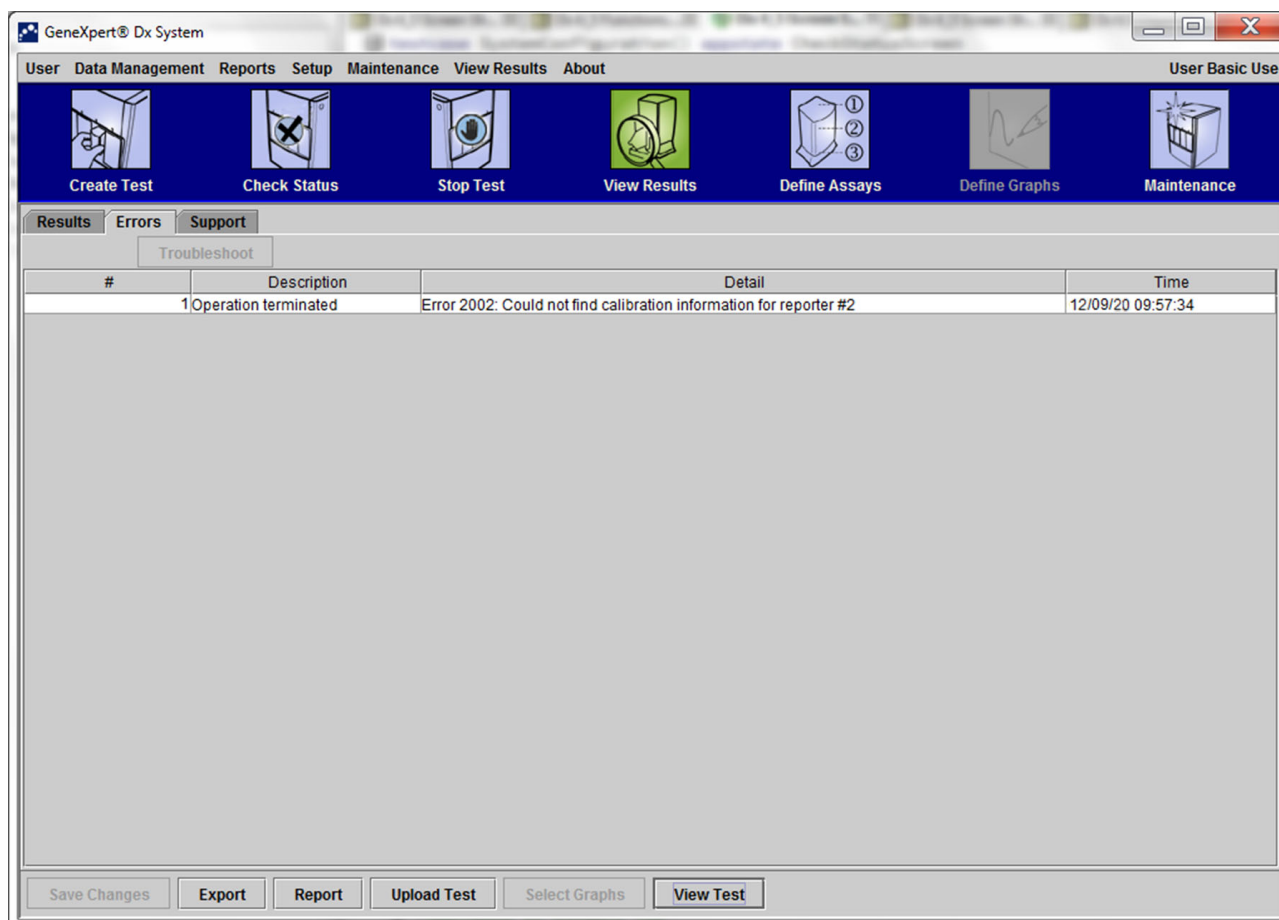 GeneXpert® Dx System
User Data Management Reports Setup Maintenance View Results About User Basic Use
① ② ③
Create Test Check Status Stop Test View Results Define Assays Define Graphs Maintenance
Results Errors Support
Troubleshoot
# Description Detail Time
1 Operation terminated Error 2002: Could not find calibration information for reporter #2 12/09/20 09:57:34
Save Changes Export Report Upload Test Select Graphs View Test